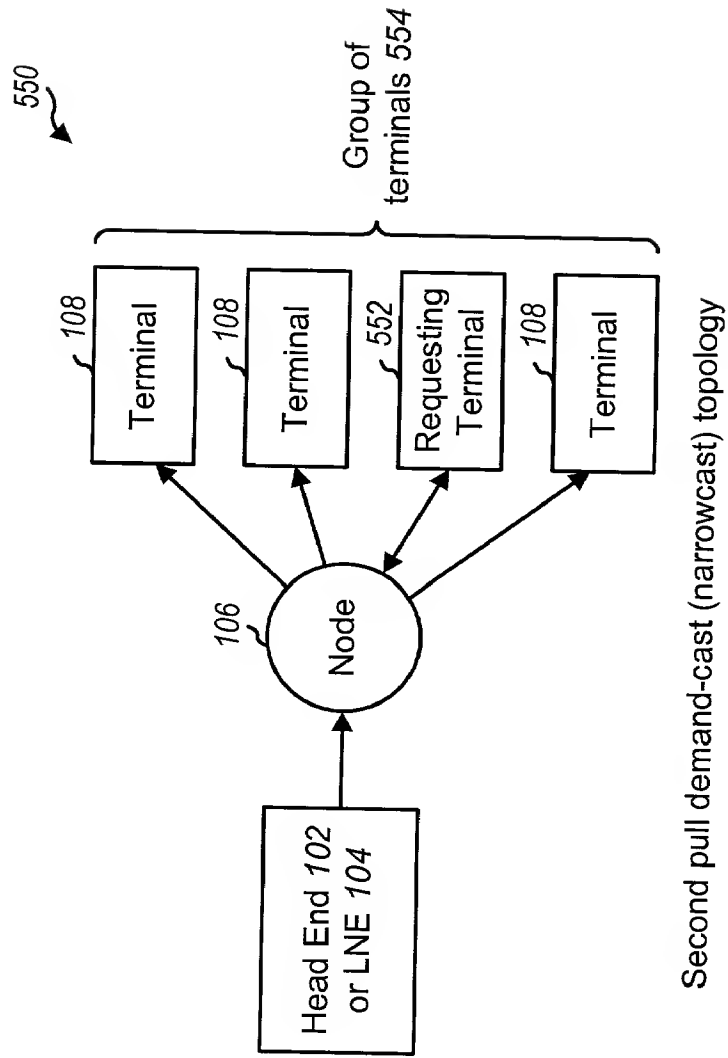 550
Head End 102
or LNE 104
106
Node
108
Terminal
108
Terminal
552
Requesting
Terminal
108
Terminal
Group of
terminals 554
Second pull demand-cast (narrowcast) topology